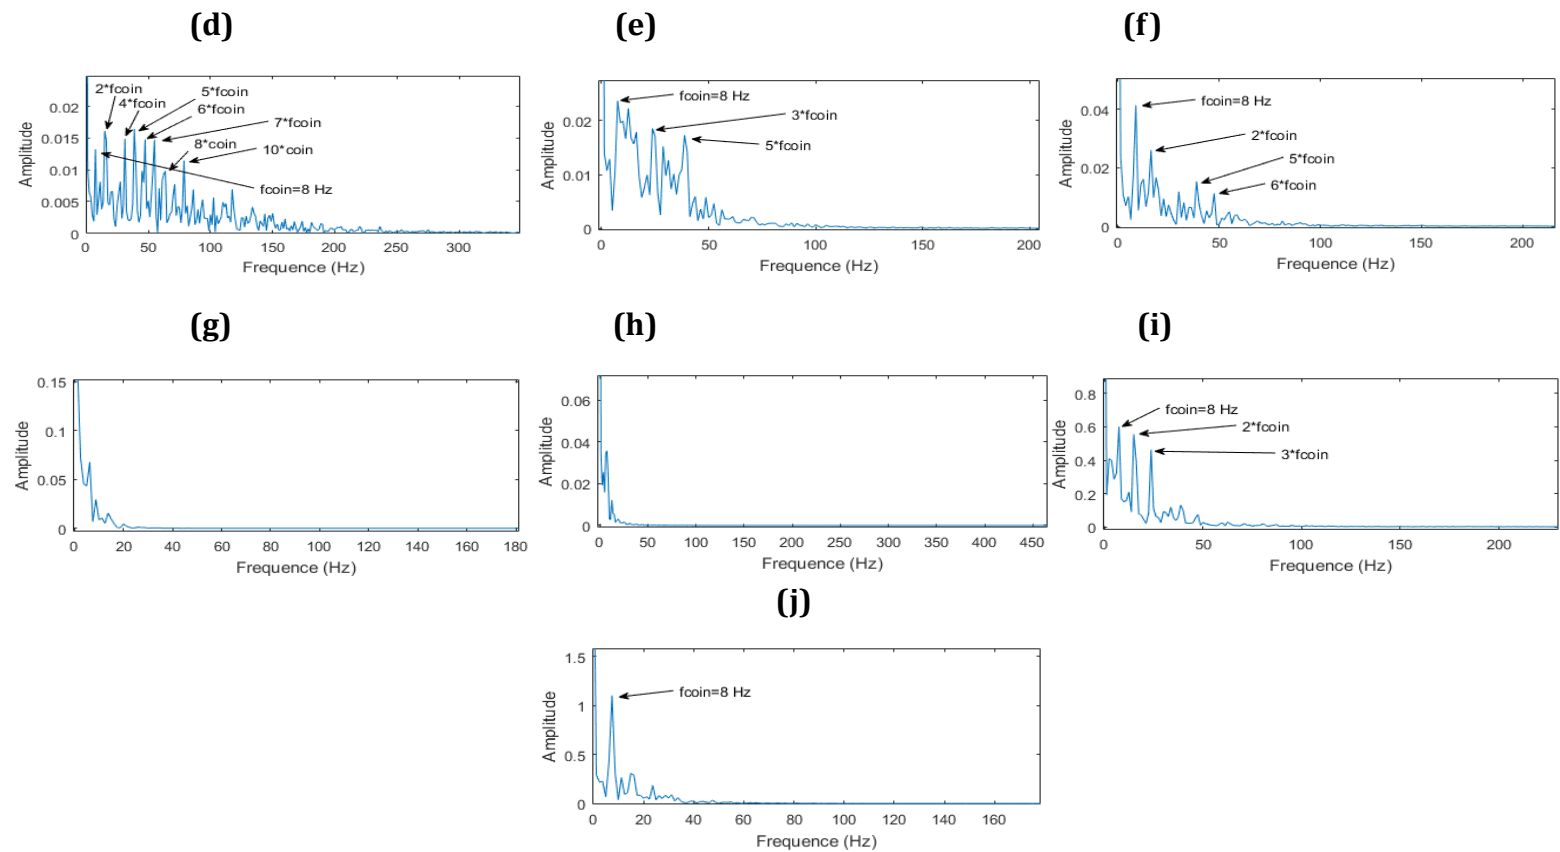 (d)
(e)
(f)
Amplitude
0.02
0.015
0.01
0.005
0
2*fcoin
4*fcoin
5*fcoin
6*fcoin
7*fcoin
8*coin
10*coin
fcoin=8 Hz
0 50 100 150 200 250 300
Frequence (Hz)
Amplitude
0.02
0.01
0
fcoin=8 Hz
3*fcoin
5*fcoin
0 50 100 150 200
Frequence (Hz)
Amplitude
0.04
0.02
0
fcoin=8 Hz
2*fcoin
5*fcoin
6*fcoin
0 50 100 150 200
Frequence (Hz)
(g)
(h)
(i)
Amplitude
0.15
0.1
0.05
0
0 20 40 60 80 100 120 140 160 180
Frequence (Hz)
Amplitude
0.06
0.04
0.02
0
0 50 100 150 200 250 300 350 400 450
Frequence (Hz)
Amplitude
0.8
0.6
0.4
0.2
0
fcoin=8 Hz
2*fcoin
3*fcoin
0 50 100 150 200
Frequence (Hz)
(j)
Amplitude
1.5
1
0.5
0
fcoin=8 Hz
0 20 40 60 80 100 120 140 160
Frequence (Hz)